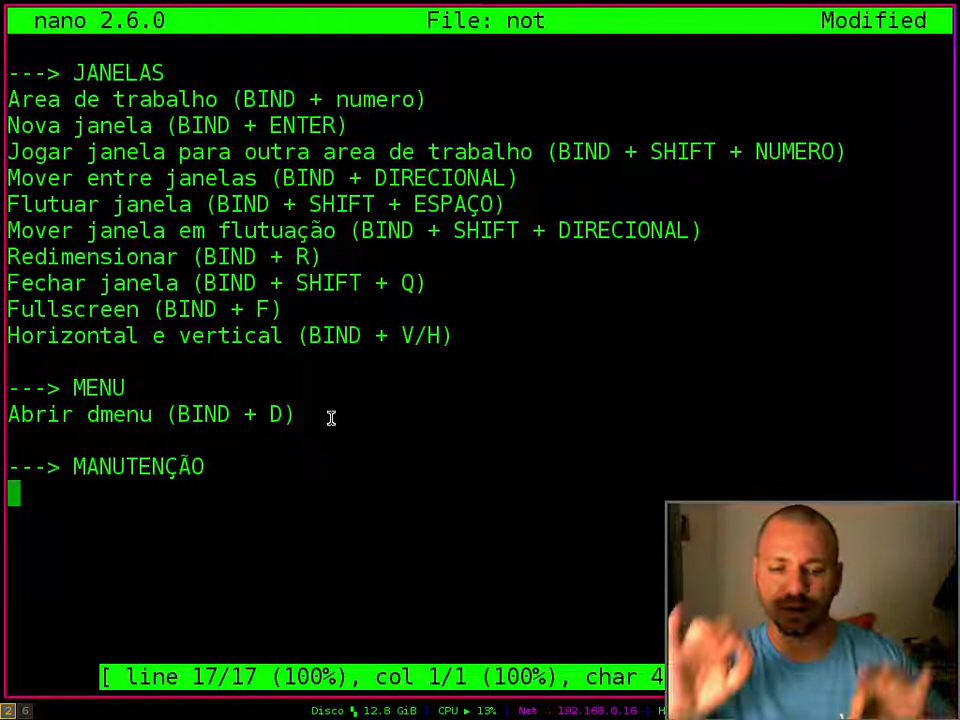 nano 2.6.0 File: not Modified
---> JANELAS
Area de trabalho (BIND + numero)
Nova janela (BIND + ENTER)
Jogar janela para outra area de trabalho (BIND + SHIFT + NUMERO)
Mover entre janelas (BIND + DIRECIONAL)
Flutuar janela (BIND + SHIFT + ESPAÇO)
Mover janela em flutuação (BIND + SHIFT + DIRECIONAL)
Redimensionar (BIND + R)
Fechar janela (BIND + SHIFT + Q)
Fullscreen (BIND + F)
Horizontal e vertical (BIND + V/H)
---> MENU
Abrir dmenu (BIND + D)
---> MANUTENÇÃO
[ line 17/17 (100%), col 1/1 (100%), char 4
2 6 Disco 12.8 GiB CPU ▶ 13% Net 192.168.0.16 H